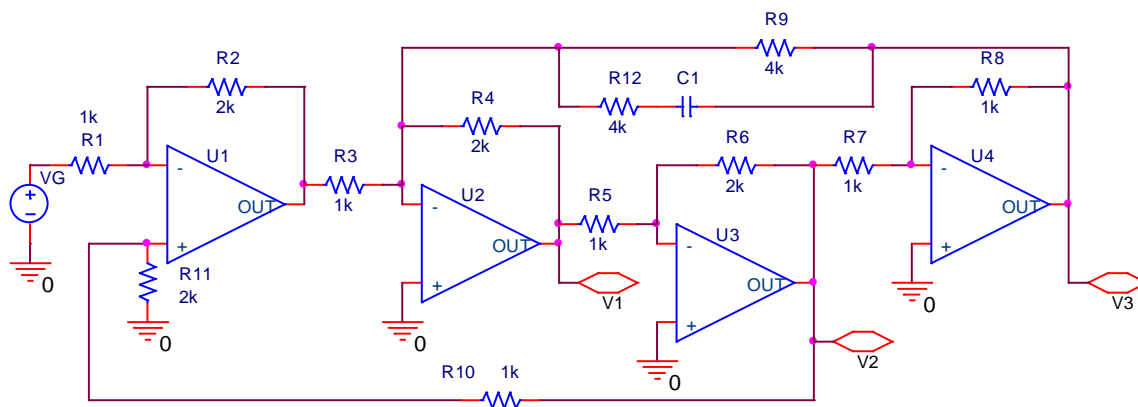 R9
4k
R12
4k
C1
R8
1k
R2
2k
R4
2k
1k
R1
R6
2k
R7
1k
U1
U2
U3
U4
VG
+
-
-
+
OUT
R3
1k
-
+
OUT
R5
1k
-
+
OUT
-
+
OUT
0
R11
2k
0
0
0
0
V1
V2
V3
R10
1k